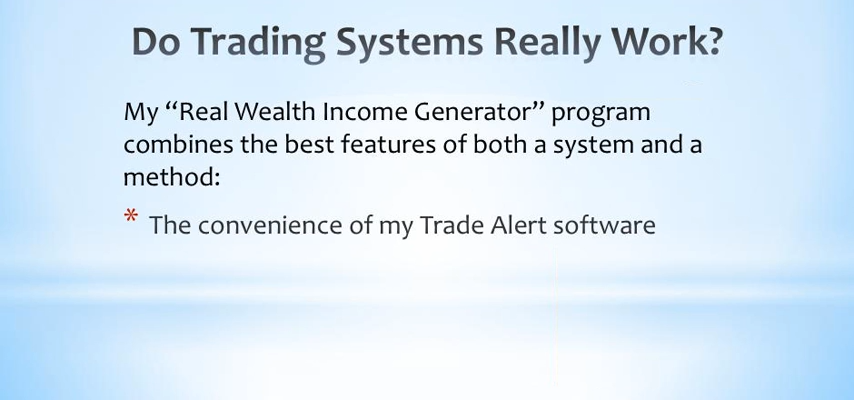 Do Trading Systems Really Work?
My “Real Wealth Income Generator” program
combines the best features of both a system and a
method:
* The convenience of my Trade Alert software